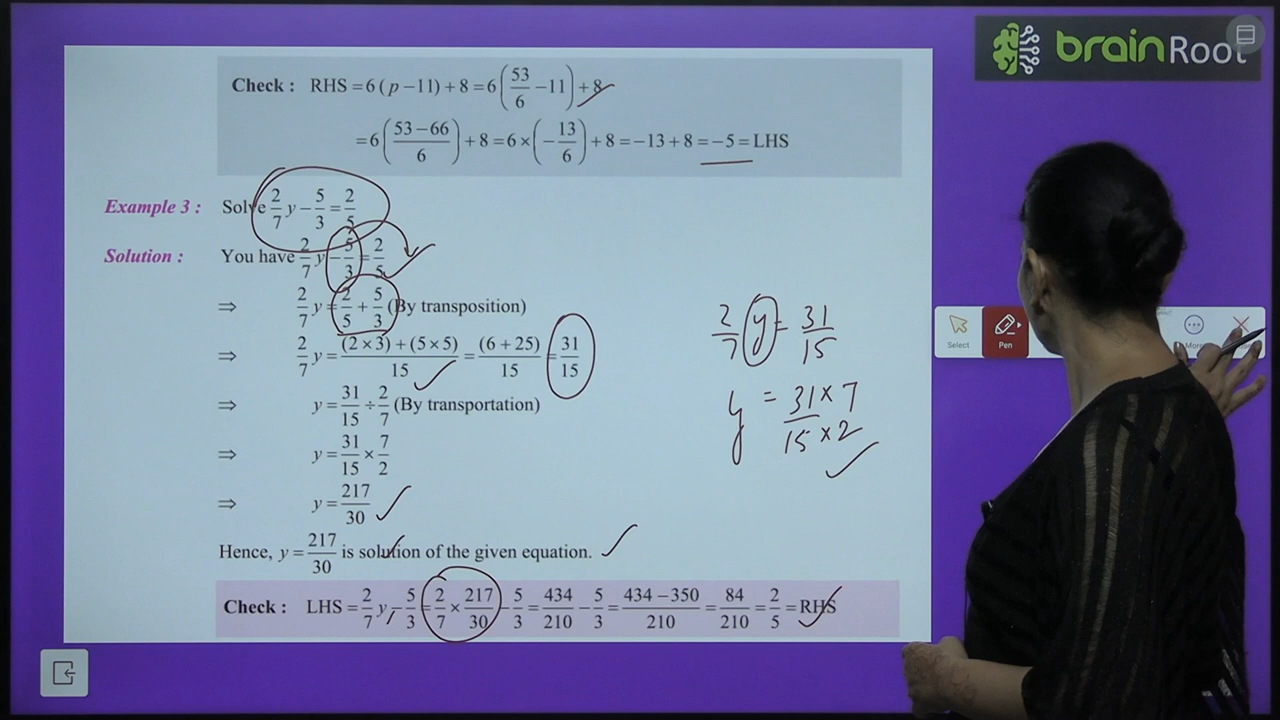 brainRoot
Check : RHS = 6 (p − 11) + 8 = 6 (53/6 − 11) + 8
= 6 ((53 − 66)/6) + 8 = 6 × (−13/6) + 8 = −13 + 8 = −5 = LHS
Example 3 : Solve 2/7 y − 5/3 = 2/5
Solution : You have 2/7 y − 5/3 = 2/5
⇒ 2/7 y = 2/5 + 5/3 (By transposition)
⇒ 2/7 y = ((2 × 3) + (5 × 5))/15 = (6 + 25)/15 = 31/15
⇒ y = 31/15 ÷ 2/7 (By transportation)
⇒ y = 31/15 × 7/2
⇒ y = 217/30
Hence, y = 217/30 is solution of the given equation.
Check : LHS = 2/7 y − 5/3 = 2/7 × 217/30 − 5/3 = 434/210 − 5/3 = (434 − 350)/210 = 84/210 = 2/5 = RHS
2/7 y = 31/15
y = (31 × 7)/(15 × 2)
Select Pen More